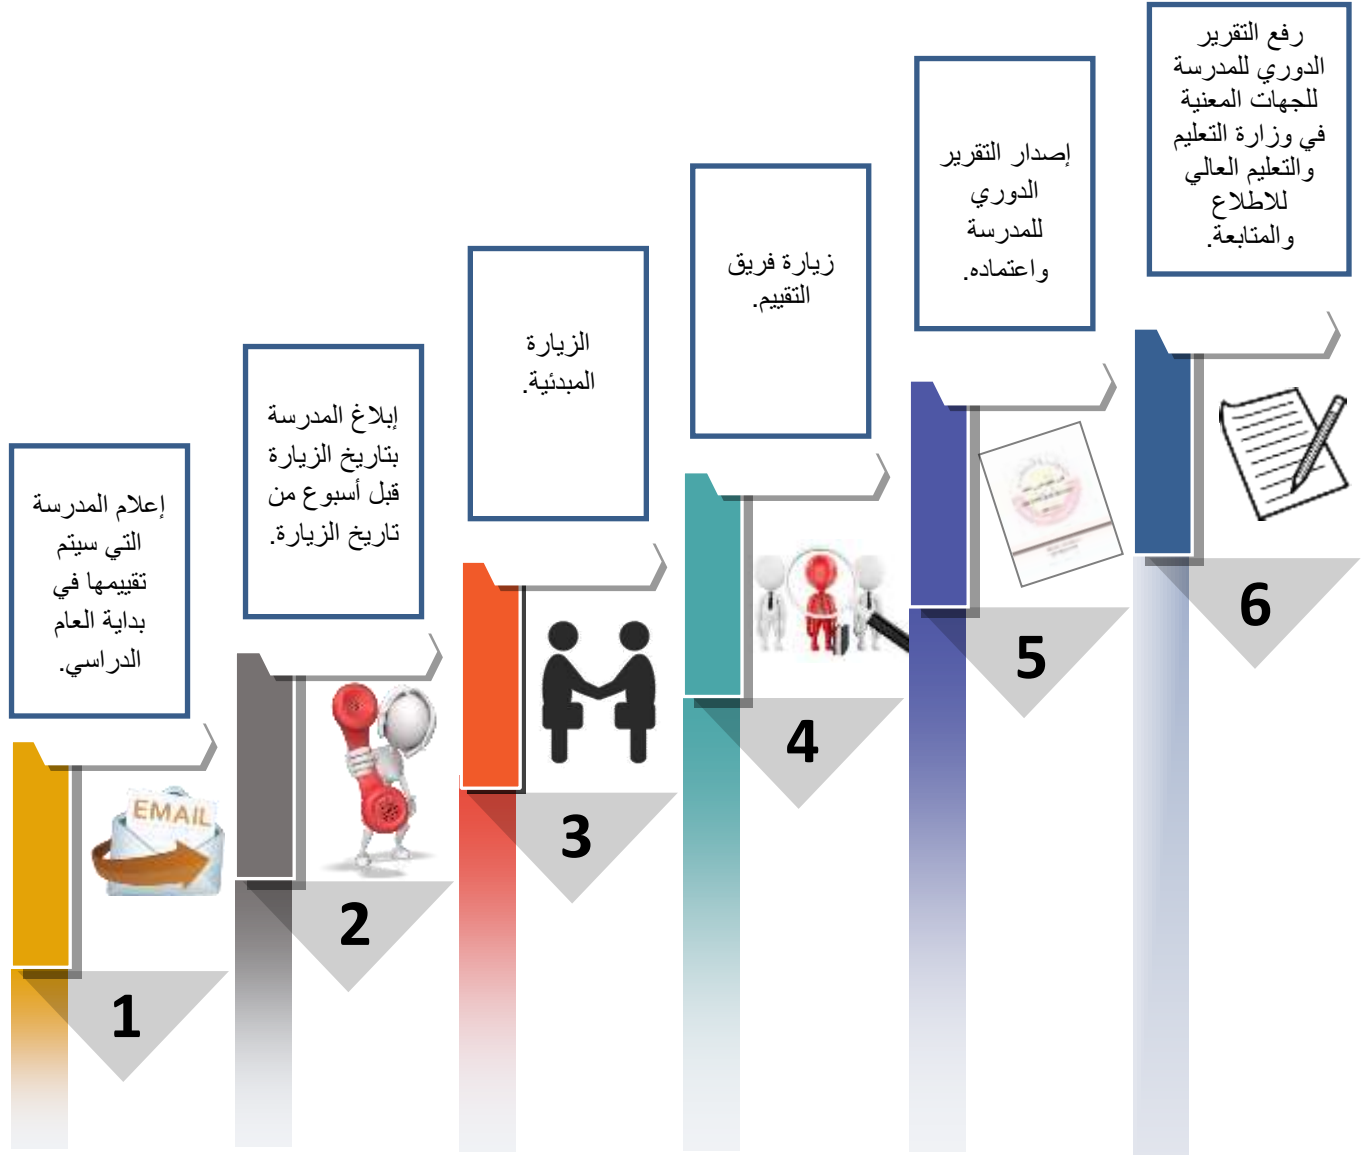 إعلام المدرسة
التي سيتم
تقييمها في
بداية العام
الدراسي.
EMAIL
1
إبلاغ المدرسة
بتاريخ الزيارة
قبل أسبوع من
تاريخ الزيارة.
2
الزيارة
المبدئية.
3
زيارة فريق
التقييم.
4
إصدار التقرير
الدوري
للمدرسة
واعتماده.
5
رفع التقرير
الدوري للمدرسة
للجهات المعنية
في وزارة التعليم
والتعليم العالي
للاطلاع
والمتابعة.
6